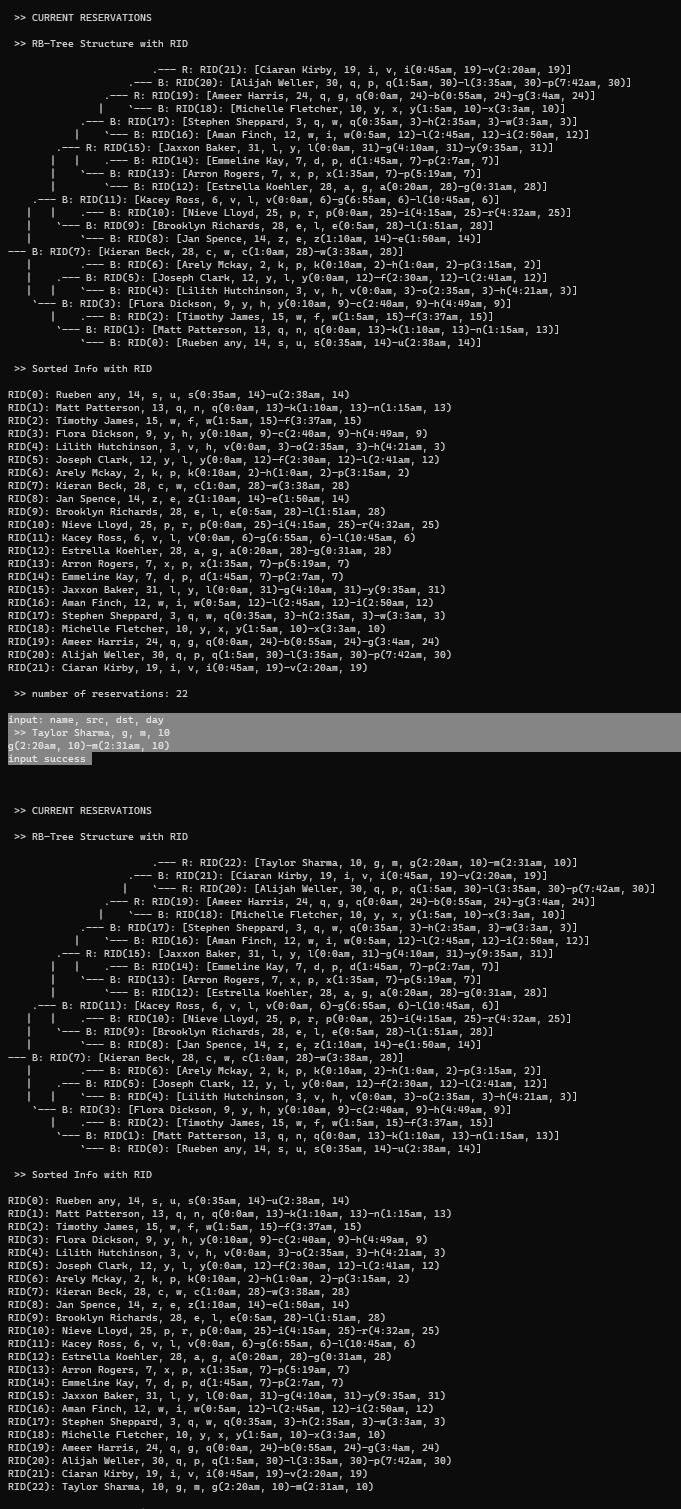 >> CURRENT RESERVATIONS
>> RB-Tree Structure with RID
.--- R: RID(21): [Ciaran Kirby, 19, i, v, i(0:45am, 19)-v(2:20am, 19)]
.--- B: RID(20): [Alijah Weller, 30, q, p, q(1:5am, 30)-l(3:35am, 30)-p(7:42am, 30)]
.--- R: RID(19): [Ameer Harris, 24, q, g, q(0:0am, 24)-b(0:55am, 24)-g(3:4am, 24)]
| `--- B: RID(18): [Michelle Fletcher, 10, y, x, y(1:5am, 10)-x(3:3am, 10)]
.--- B: RID(17): [Stephen Sheppard, 3, q, w, q(0:35am, 3)-h(2:35am, 3)-w(3:3am, 3)]
| `--- B: RID(16): [Aman Finch, 12, w, i, w(0:5am, 12)-l(2:45am, 12)-i(2:50am, 12)]
.--- R: RID(15): [Jaxxon Baker, 31, l, y, l(0:0am, 31)-g(4:10am, 31)-y(9:35am, 31)]
| | .--- B: RID(14): [Emmeline Kay, 7, d, p, d(1:45am, 7)-p(2:7am, 7)]
| `--- B: RID(13): [Arron Rogers, 7, x, p, x(1:35am, 7)-p(5:19am, 7)]
| `--- B: RID(12): [Estrella Koehler, 28, a, g, a(0:20am, 28)-g(0:31am, 28)]
.--- B: RID(11): [Kacey Ross, 6, v, l, v(0:0am, 6)-g(6:55am, 6)-l(10:45am, 6)]
| | .--- B: RID(10): [Nieve Lloyd, 25, p, r, p(0:0am, 25)-i(4:15am, 25)-r(4:32am, 25)]
| `--- B: RID(9): [Brooklyn Richards, 28, e, l, e(0:5am, 28)-l(1:51am, 28)]
| `--- B: RID(8): [Jan Spence, 14, z, e, z(1:10am, 14)-e(1:50am, 14)]
--- B: RID(7): [Kieran Beck, 28, c, w, c(1:0am, 28)-w(3:38am, 28)]
| .--- B: RID(6): [Arely Mckay, 2, k, p, k(0:10am, 2)-h(1:0am, 2)-p(3:15am, 2)]
| .--- B: RID(5): [Joseph Clark, 12, y, l, y(0:0am, 12)-f(2:30am, 12)-l(2:41am, 12)]
| | `--- B: RID(4): [Lilith Hutchinson, 3, v, h, v(0:0am, 3)-o(2:35am, 3)-h(4:21am, 3)]
`--- B: RID(3): [Flora Dickson, 9, y, h, y(0:10am, 9)-c(2:40am, 9)-h(4:49am, 9)]
| .--- B: RID(2): [Timothy James, 15, w, f, w(1:5am, 15)-f(3:37am, 15)]
`--- B: RID(1): [Matt Patterson, 13, q, n, q(0:0am, 13)-k(1:10am, 13)-n(1:15am, 13)]
`--- B: RID(0): [Rueben any, 14, s, u, s(0:35am, 14)-u(2:38am, 14)]
>> Sorted Info with RID
RID(0): Rueben any, 14, s, u, s(0:35am, 14)-u(2:38am, 14)
RID(1): Matt Patterson, 13, q, n, q(0:0am, 13)-k(1:10am, 13)-n(1:15am, 13)
RID(2): Timothy James, 15, w, f, w(1:5am, 15)-f(3:37am, 15)
RID(3): Flora Dickson, 9, y, h, y(0:10am, 9)-c(2:40am, 9)-h(4:49am, 9)
RID(4): Lilith Hutchinson, 3, v, h, v(0:0am, 3)-o(2:35am, 3)-h(4:21am, 3)
RID(5): Joseph Clark, 12, y, l, y(0:0am, 12)-f(2:30am, 12)-l(2:41am, 12)
RID(6): Arely Mckay, 2, k, p, k(0:10am, 2)-h(1:0am, 2)-p(3:15am, 2)
RID(7): Kieran Beck, 28, c, w, c(1:0am, 28)-w(3:38am, 28)
RID(8): Jan Spence, 14, z, e, z(1:10am, 14)-e(1:50am, 14)
RID(9): Brooklyn Richards, 28, e, l, e(0:5am, 28)-l(1:51am, 28)
RID(10): Nieve Lloyd, 25, p, r, p(0:0am, 25)-i(4:15am, 25)-r(4:32am, 25)
RID(11): Kacey Ross, 6, v, l, v(0:0am, 6)-g(6:55am, 6)-l(10:45am, 6)
RID(12): Estrella Koehler, 28, a, g, a(0:20am, 28)-g(0:31am, 28)
RID(13): Arron Rogers, 7, x, p, x(1:35am, 7)-p(5:19am, 7)
RID(14): Emmeline Kay, 7, d, p, d(1:45am, 7)-p(2:7am, 7)
RID(15): Jaxxon Baker, 31, l, y, l(0:0am, 31)-g(4:10am, 31)-y(9:35am, 31)
RID(16): Aman Finch, 12, w, i, w(0:5am, 12)-l(2:45am, 12)-i(2:50am, 12)
RID(17): Stephen Sheppard, 3, q, w, q(0:35am, 3)-h(2:35am, 3)-w(3:3am, 3)
RID(18): Michelle Fletcher, 10, y, x, y(1:5am, 10)-x(3:3am, 10)
RID(19): Ameer Harris, 24, q, g, q(0:0am, 24)-b(0:55am, 24)-g(3:4am, 24)
RID(20): Alijah Weller, 30, q, p, q(1:5am, 30)-l(3:35am, 30)-p(7:42am, 30)
RID(21): Ciaran Kirby, 19, i, v, i(0:45am, 19)-v(2:20am, 19)
>> number of reservations: 22
input: name, src, dst, day
>> Taylor Sharma, g, m, 10
g(2:20am, 10)-m(2:31am, 10)
input success
>> CURRENT RESERVATIONS
>> RB-Tree Structure with RID
.--- R: RID(22): [Taylor Sharma, 10, g, m, g(2:20am, 10)-m(2:31am, 10)]
.--- B: RID(21): [Ciaran Kirby, 19, i, v, i(0:45am, 19)-v(2:20am, 19)]
| `--- R: RID(20): [Alijah Weller, 30, q, p, q(1:5am, 30)-l(3:35am, 30)-p(7:42am, 30)]
.--- R: RID(19): [Ameer Harris, 24, q, g, q(0:0am, 24)-b(0:55am, 24)-g(3:4am, 24)]
| `--- B: RID(18): [Michelle Fletcher, 10, y, x, y(1:5am, 10)-x(3:3am, 10)]
.--- B: RID(17): [Stephen Sheppard, 3, q, w, q(0:35am, 3)-h(2:35am, 3)-w(3:3am, 3)]
| `--- B: RID(16): [Aman Finch, 12, w, i, w(0:5am, 12)-l(2:45am, 12)-i(2:50am, 12)]
.--- R: RID(15): [Jaxxon Baker, 31, l, y, l(0:0am, 31)-g(4:10am, 31)-y(9:35am, 31)]
| | .--- B: RID(14): [Emmeline Kay, 7, d, p, d(1:45am, 7)-p(2:7am, 7)]
| `--- B: RID(13): [Arron Rogers, 7, x, p, x(1:35am, 7)-p(5:19am, 7)]
| `--- B: RID(12): [Estrella Koehler, 28, a, g, a(0:20am, 28)-g(0:31am, 28)]
.--- B: RID(11): [Kacey Ross, 6, v, l, v(0:0am, 6)-g(6:55am, 6)-l(10:45am, 6)]
| | .--- B: RID(10): [Nieve Lloyd, 25, p, r, p(0:0am, 25)-i(4:15am, 25)-r(4:32am, 25)]
| `--- B: RID(9): [Brooklyn Richards, 28, e, l, e(0:5am, 28)-l(1:51am, 28)]
| `--- B: RID(8): [Jan Spence, 14, z, e, z(1:10am, 14)-e(1:50am, 14)]
--- B: RID(7): [Kieran Beck, 28, c, w, c(1:0am, 28)-w(3:38am, 28)]
| .--- B: RID(6): [Arely Mckay, 2, k, p, k(0:10am, 2)-h(1:0am, 2)-p(3:15am, 2)]
| .--- B: RID(5): [Joseph Clark, 12, y, l, y(0:0am, 12)-f(2:30am, 12)-l(2:41am, 12)]
| | `--- B: RID(4): [Lilith Hutchinson, 3, v, h, v(0:0am, 3)-o(2:35am, 3)-h(4:21am, 3)]
`--- B: RID(3): [Flora Dickson, 9, y, h, y(0:10am, 9)-c(2:40am, 9)-h(4:49am, 9)]
| .--- B: RID(2): [Timothy James, 15, w, f, w(1:5am, 15)-f(3:37am, 15)]
`--- B: RID(1): [Matt Patterson, 13, q, n, q(0:0am, 13)-k(1:10am, 13)-n(1:15am, 13)]
`--- B: RID(0): [Rueben any, 14, s, u, s(0:35am, 14)-u(2:38am, 14)]
>> Sorted Info with RID
RID(0): Rueben any, 14, s, u, s(0:35am, 14)-u(2:38am, 14)
RID(1): Matt Patterson, 13, q, n, q(0:0am, 13)-k(1:10am, 13)-n(1:15am, 13)
RID(2): Timothy James, 15, w, f, w(1:5am, 15)-f(3:37am, 15)
RID(3): Flora Dickson, 9, y, h, y(0:10am, 9)-c(2:40am, 9)-h(4:49am, 9)
RID(4): Lilith Hutchinson, 3, v, h, v(0:0am, 3)-o(2:35am, 3)-h(4:21am, 3)
RID(5): Joseph Clark, 12, y, l, y(0:0am, 12)-f(2:30am, 12)-l(2:41am, 12)
RID(6): Arely Mckay, 2, k, p, k(0:10am, 2)-h(1:0am, 2)-p(3:15am, 2)
RID(7): Kieran Beck, 28, c, w, c(1:0am, 28)-w(3:38am, 28)
RID(8): Jan Spence, 14, z, e, z(1:10am, 14)-e(1:50am, 14)
RID(9): Brooklyn Richards, 28, e, l, e(0:5am, 28)-l(1:51am, 28)
RID(10): Nieve Lloyd, 25, p, r, p(0:0am, 25)-i(4:15am, 25)-r(4:32am, 25)
RID(11): Kacey Ross, 6, v, l, v(0:0am, 6)-g(6:55am, 6)-l(10:45am, 6)
RID(12): Estrella Koehler, 28, a, g, a(0:20am, 28)-g(0:31am, 28)
RID(13): Arron Rogers, 7, x, p, x(1:35am, 7)-p(5:19am, 7)
RID(14): Emmeline Kay, 7, d, p, d(1:45am, 7)-p(2:7am, 7)
RID(15): Jaxxon Baker, 31, l, y, l(0:0am, 31)-g(4:10am, 31)-y(9:35am, 31)
RID(16): Aman Finch, 12, w, i, w(0:5am, 12)-l(2:45am, 12)-i(2:50am, 12)
RID(17): Stephen Sheppard, 3, q, w, q(0:35am, 3)-h(2:35am, 3)-w(3:3am, 3)
RID(18): Michelle Fletcher, 10, y, x, y(1:5am, 10)-x(3:3am, 10)
RID(19): Ameer Harris, 24, q, g, q(0:0am, 24)-b(0:55am, 24)-g(3:4am, 24)
RID(20): Alijah Weller, 30, q, p, q(1:5am, 30)-l(3:35am, 30)-p(7:42am, 30)
RID(21): Ciaran Kirby, 19, i, v, i(0:45am, 19)-v(2:20am, 19)
RID(22): Taylor Sharma, 10, g, m, g(2:20am, 10)-m(2:31am, 10)